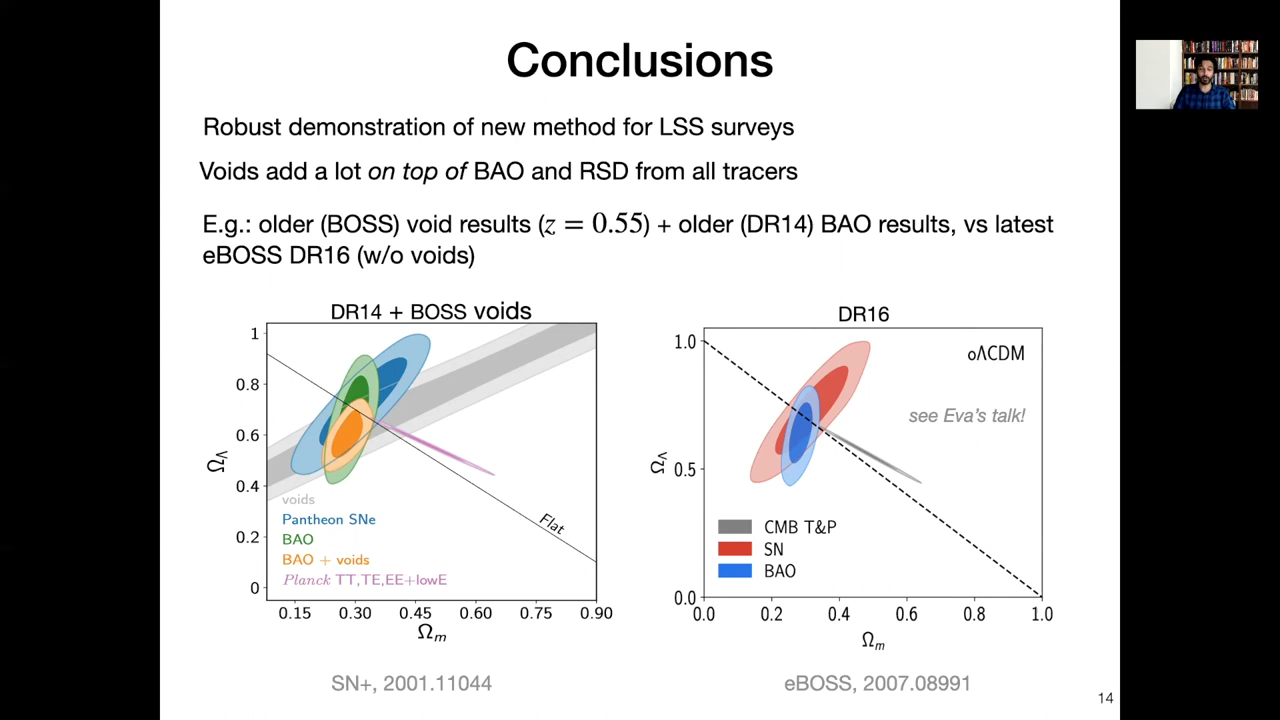 Conclusions
Robust demonstration of new method for LSS surveys
Voids add a lot on top of BAO and RSD from all tracers
E.g.: older (BOSS) void results (z = 0.55) + older (DR14) BAO results, vs latest
eBOSS DR16 (w/o voids)
DR14 + BOSS voids
1
0.8
0.6
0.4
0.2
0
Ω_Λ
voids
Pantheon SNe
BAO
BAO + voids
Planck TT,TE,EE+lowE
Flat
0.15 0.30 0.45 0.60 0.75 0.90
Ω_m
SN+, 2001.11044
DR16
1.0
0.5
0.0
Ω_Λ
oΛCDM
see Eva's talk!
CMB T&P
SN
BAO
0.0 0.2 0.4 0.6 0.8 1.0
Ω_m
eBOSS, 2007.08991
14